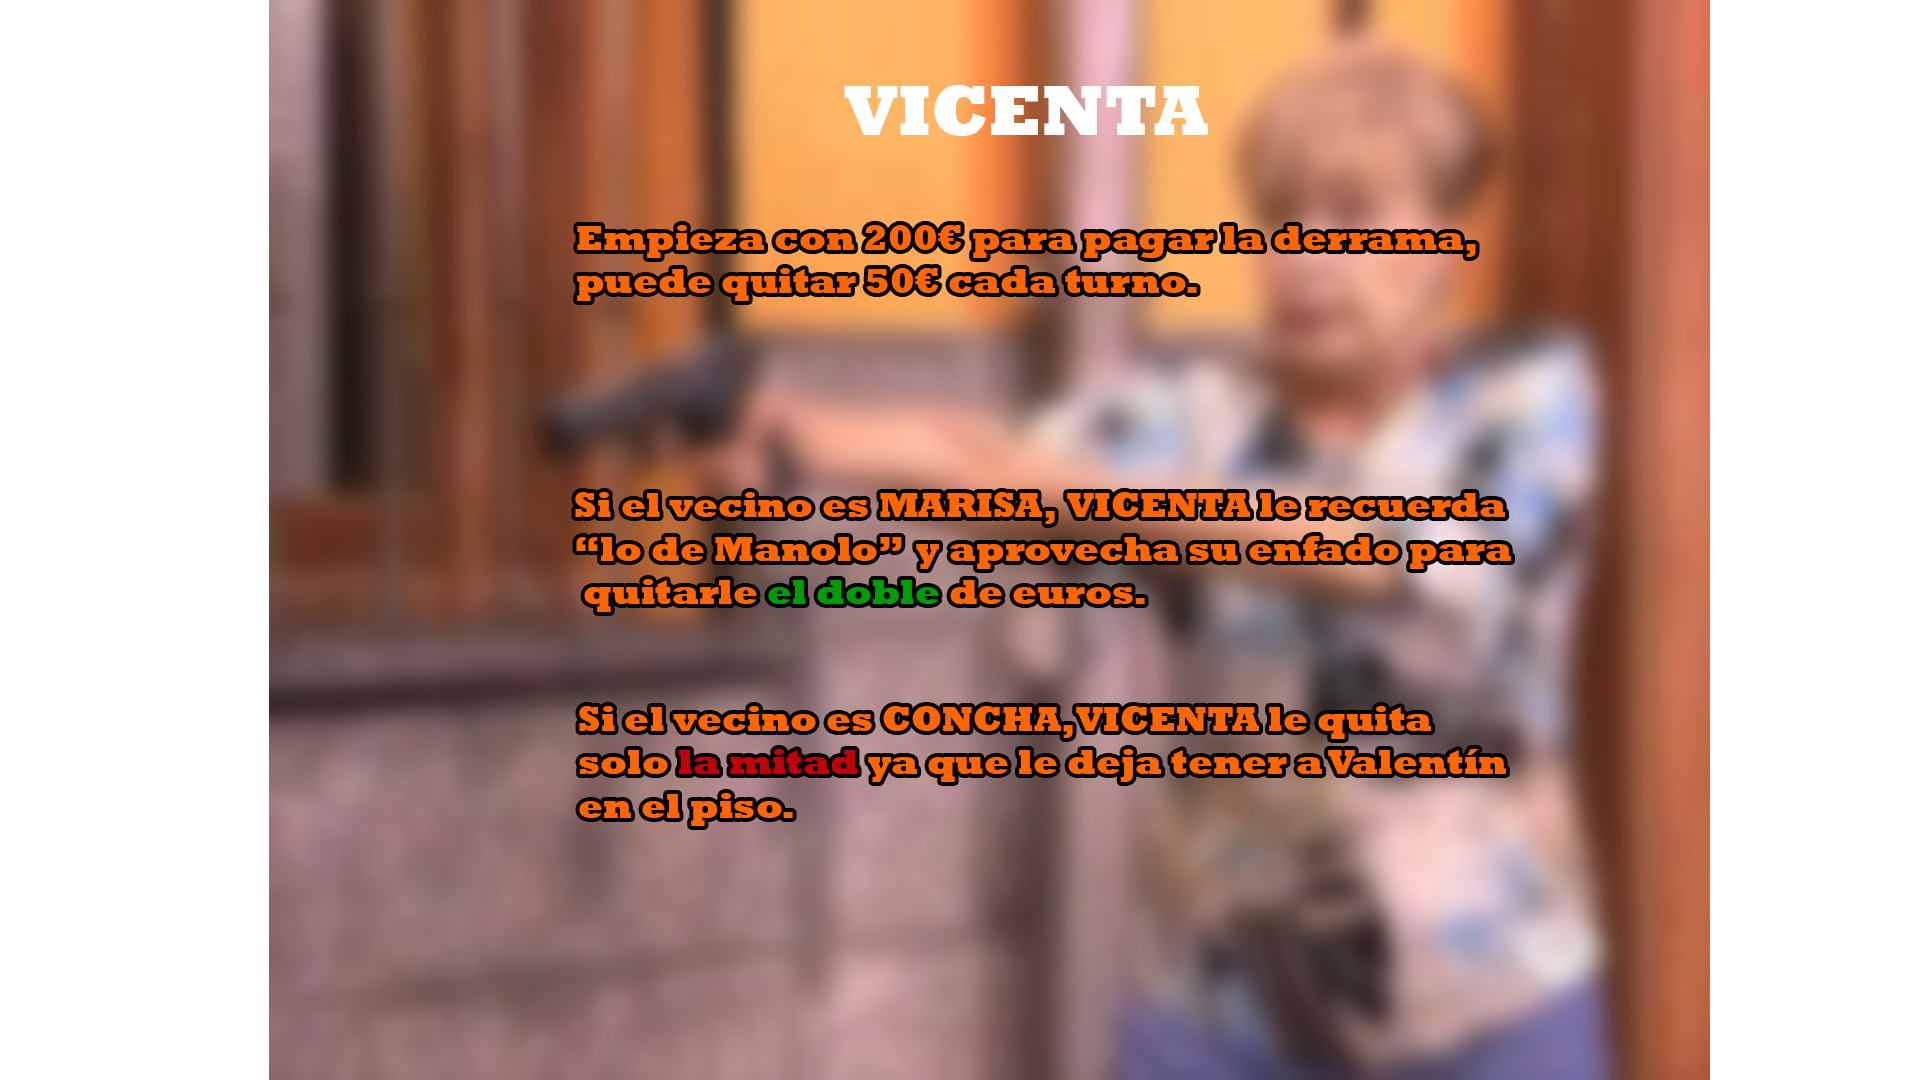 VICENTA
Empieza con 200€ para pagar la derrama,
puede quitar 50€ cada turno.
Si el vecino es MARISA, VICENTA le recuerda
“lo de Manolo” y aprovecha su enfado para
quitarle el doble de euros.
Si el vecino es CONCHA,VICENTA le quita
solo la mitad ya que le deja tener a Valentín
en el piso.